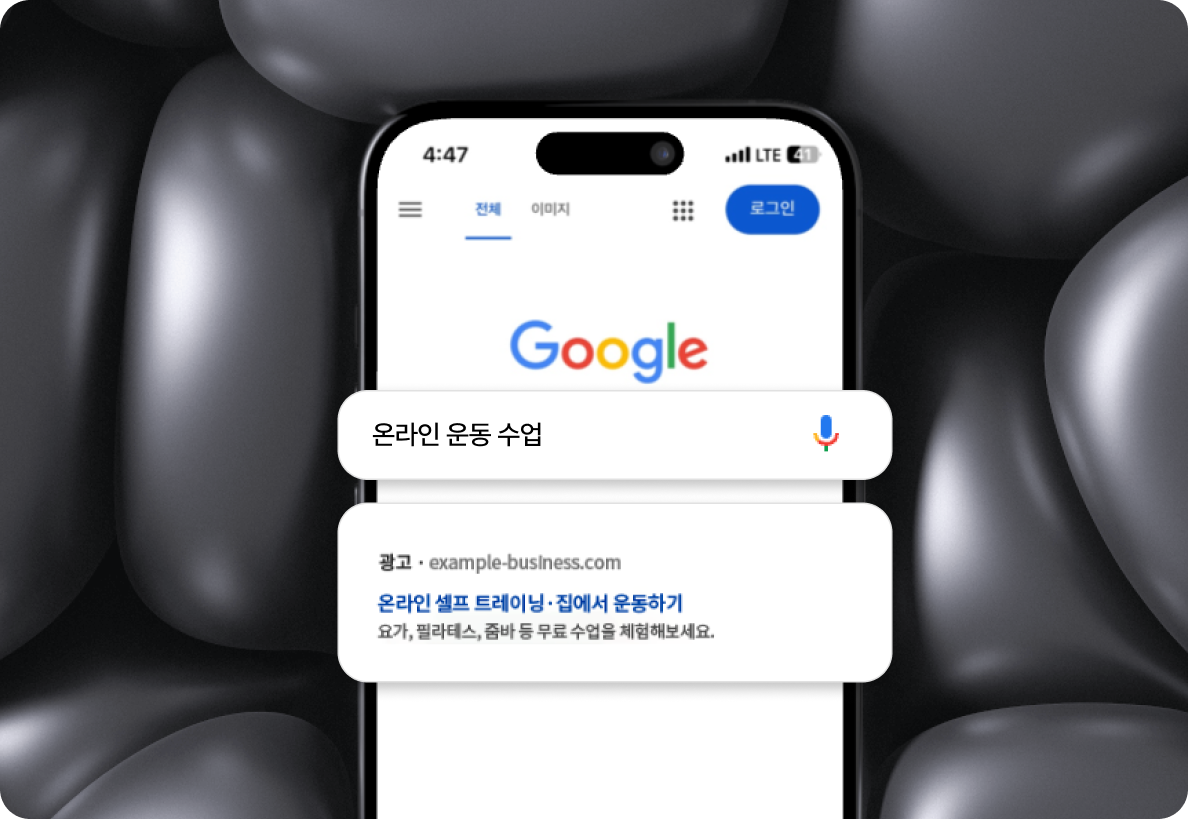 4:47
LTE 41
전체 이미지 로그인
Google
온라인 운동 수업
광고 · example-business.com
온라인 셀프 트레이닝 · 집에서 운동하기
요가, 필라테스, 줌바 등 무료 수업을 체험해보세요.